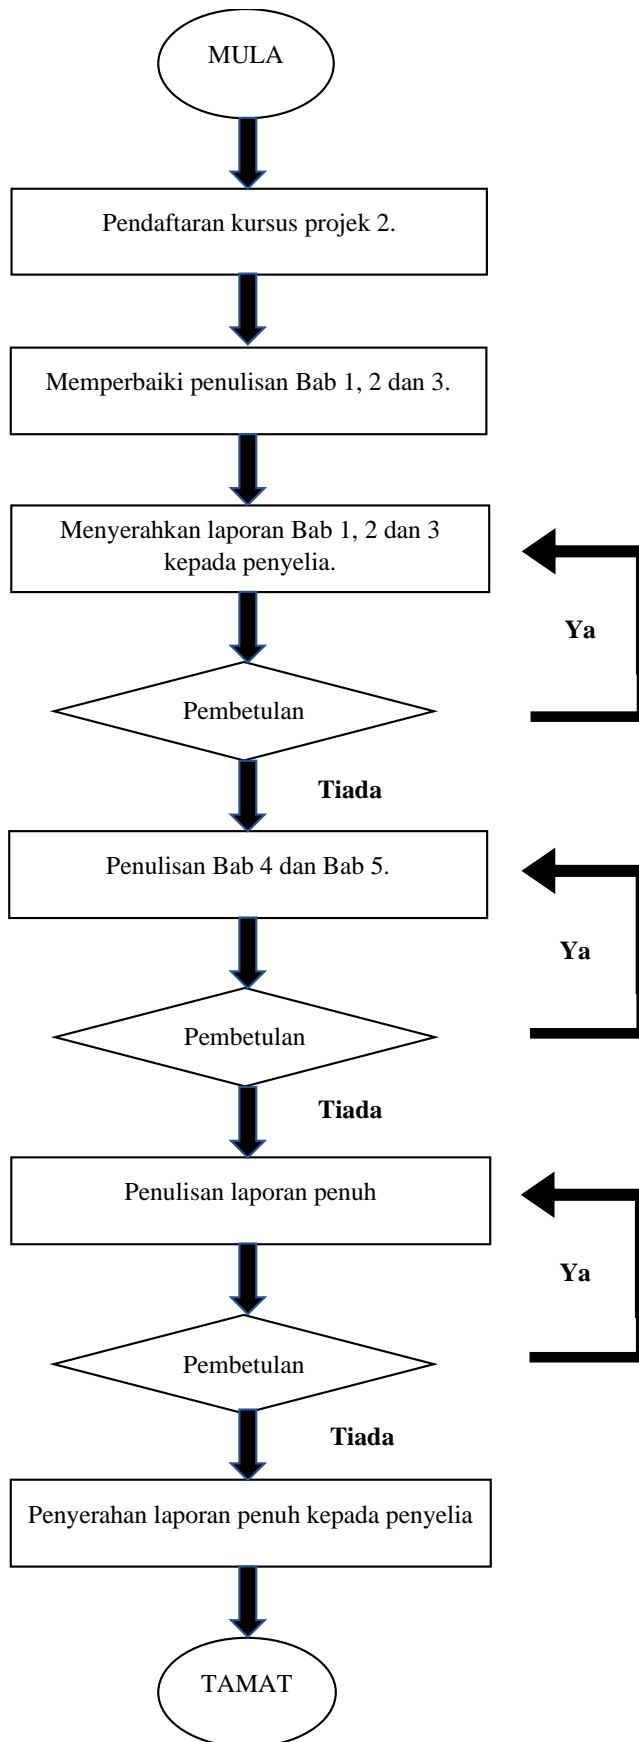 MULA
Pendaftaran kursus projek 2.
Memperbaiki penulisan Bab 1, 2 dan 3.
Menyerahkan laporan Bab 1, 2 dan 3
kepada penyelia.
Ya
Pembetulan
Tiada
Penulisan Bab 4 dan Bab 5.
Ya
Pembetulan
Tiada
Penulisan laporan penuh
Ya
Pembetulan
Tiada
Penyerahan laporan penuh kepada penyelia
TAMAT